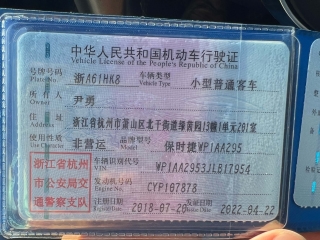 中华人民共和国机动车行驶证
Vehicle License of the People's Republic of China
号牌号码 浙A61HK8 车辆类型 小型普通客车
Plate No. Vehicle Type
所有人 尹勇
Owner
住址 浙江省杭州市萧山区北干街道绿茵园13幢1单元201室
Address
使用性质 非营运 品牌型号 保时捷WP1AA295
Use Character Model
浙江省杭州市公安局交通警察支队
车辆识别代号 WP1AA2953JLB17954
VIN
发动机号码 CYP107878
Engine No.
注册日期 2018-07-20 发证日期 2022-04-22
Register Date Issue Date